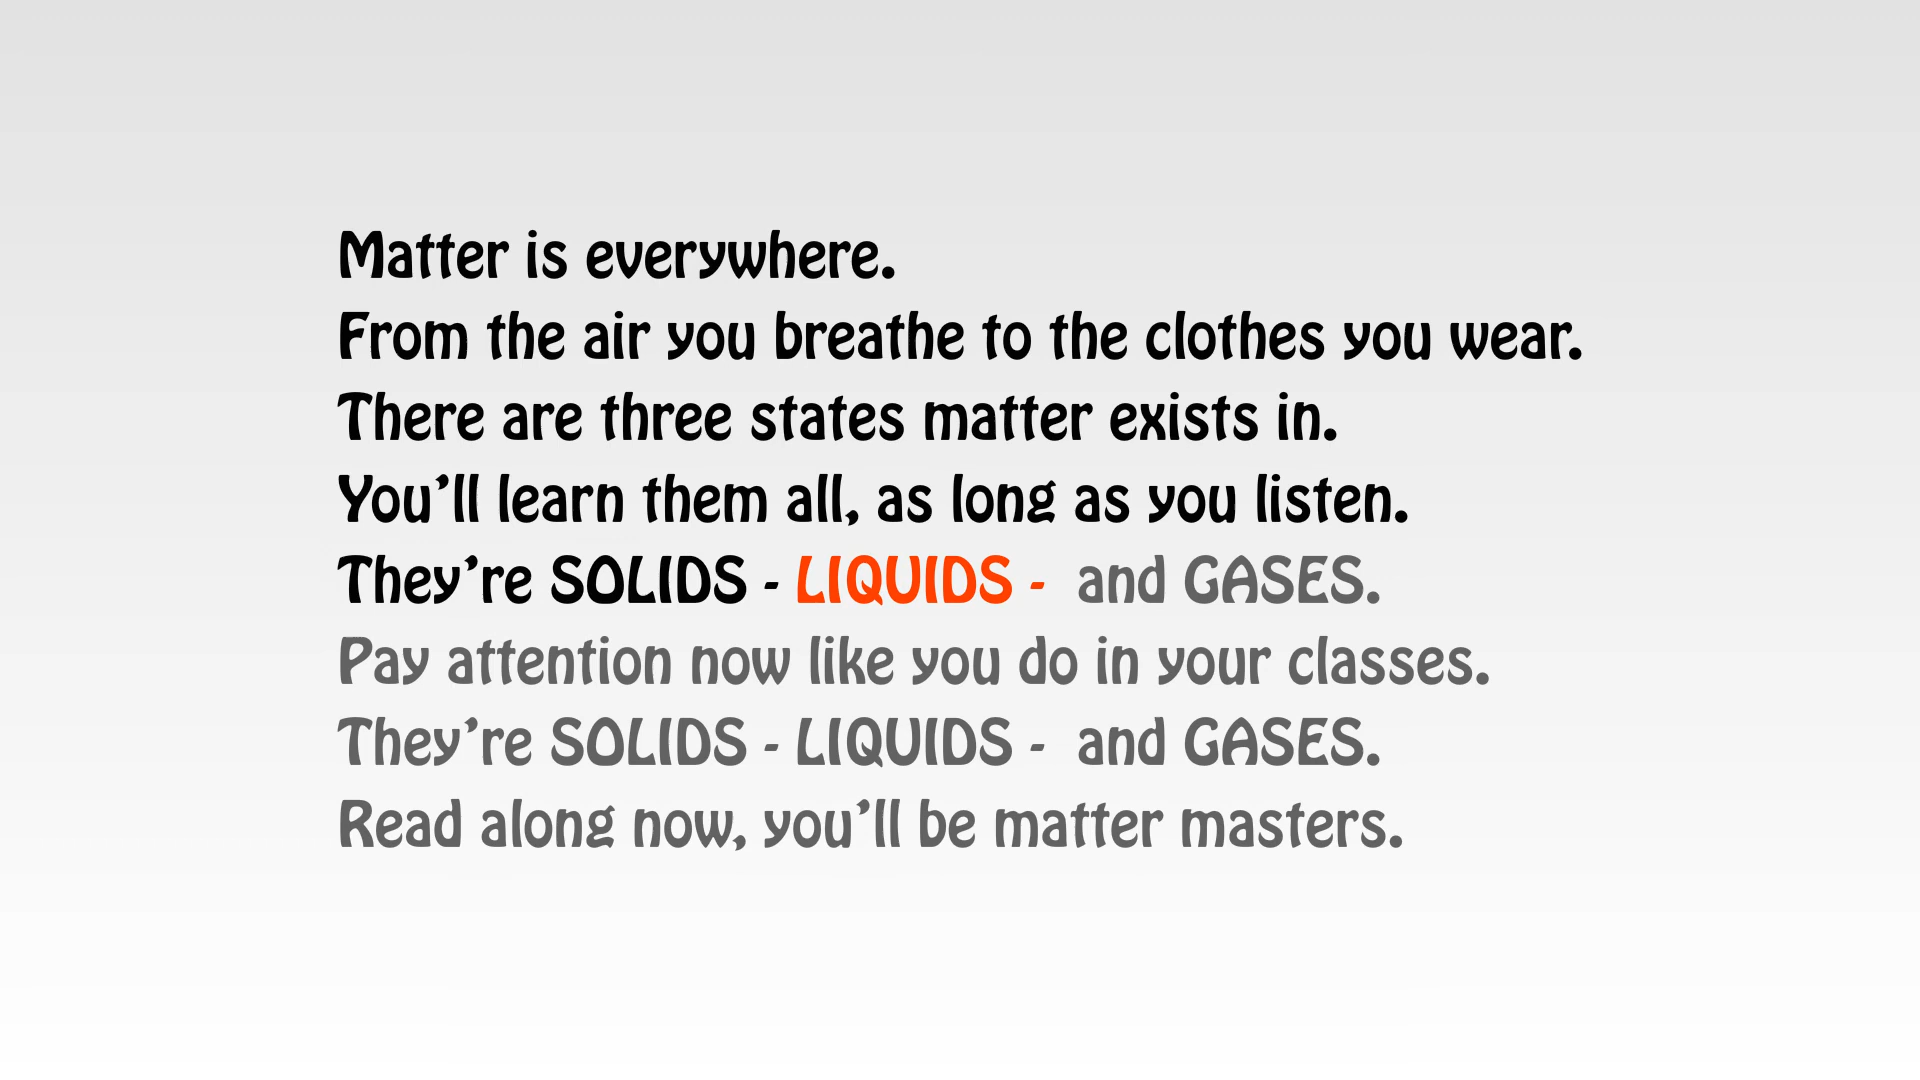 Matter is everywhere.
From the air you breathe to the clothes you wear.
There are three states matter exists in.
You’ll learn them all, as long as you listen.
They’re SOLIDS - LIQUIDS -  and GASES.
Pay attention now like you do in your classes.
They’re SOLIDS - LIQUIDS -  and GASES.
Read along now, you’ll be matter masters.